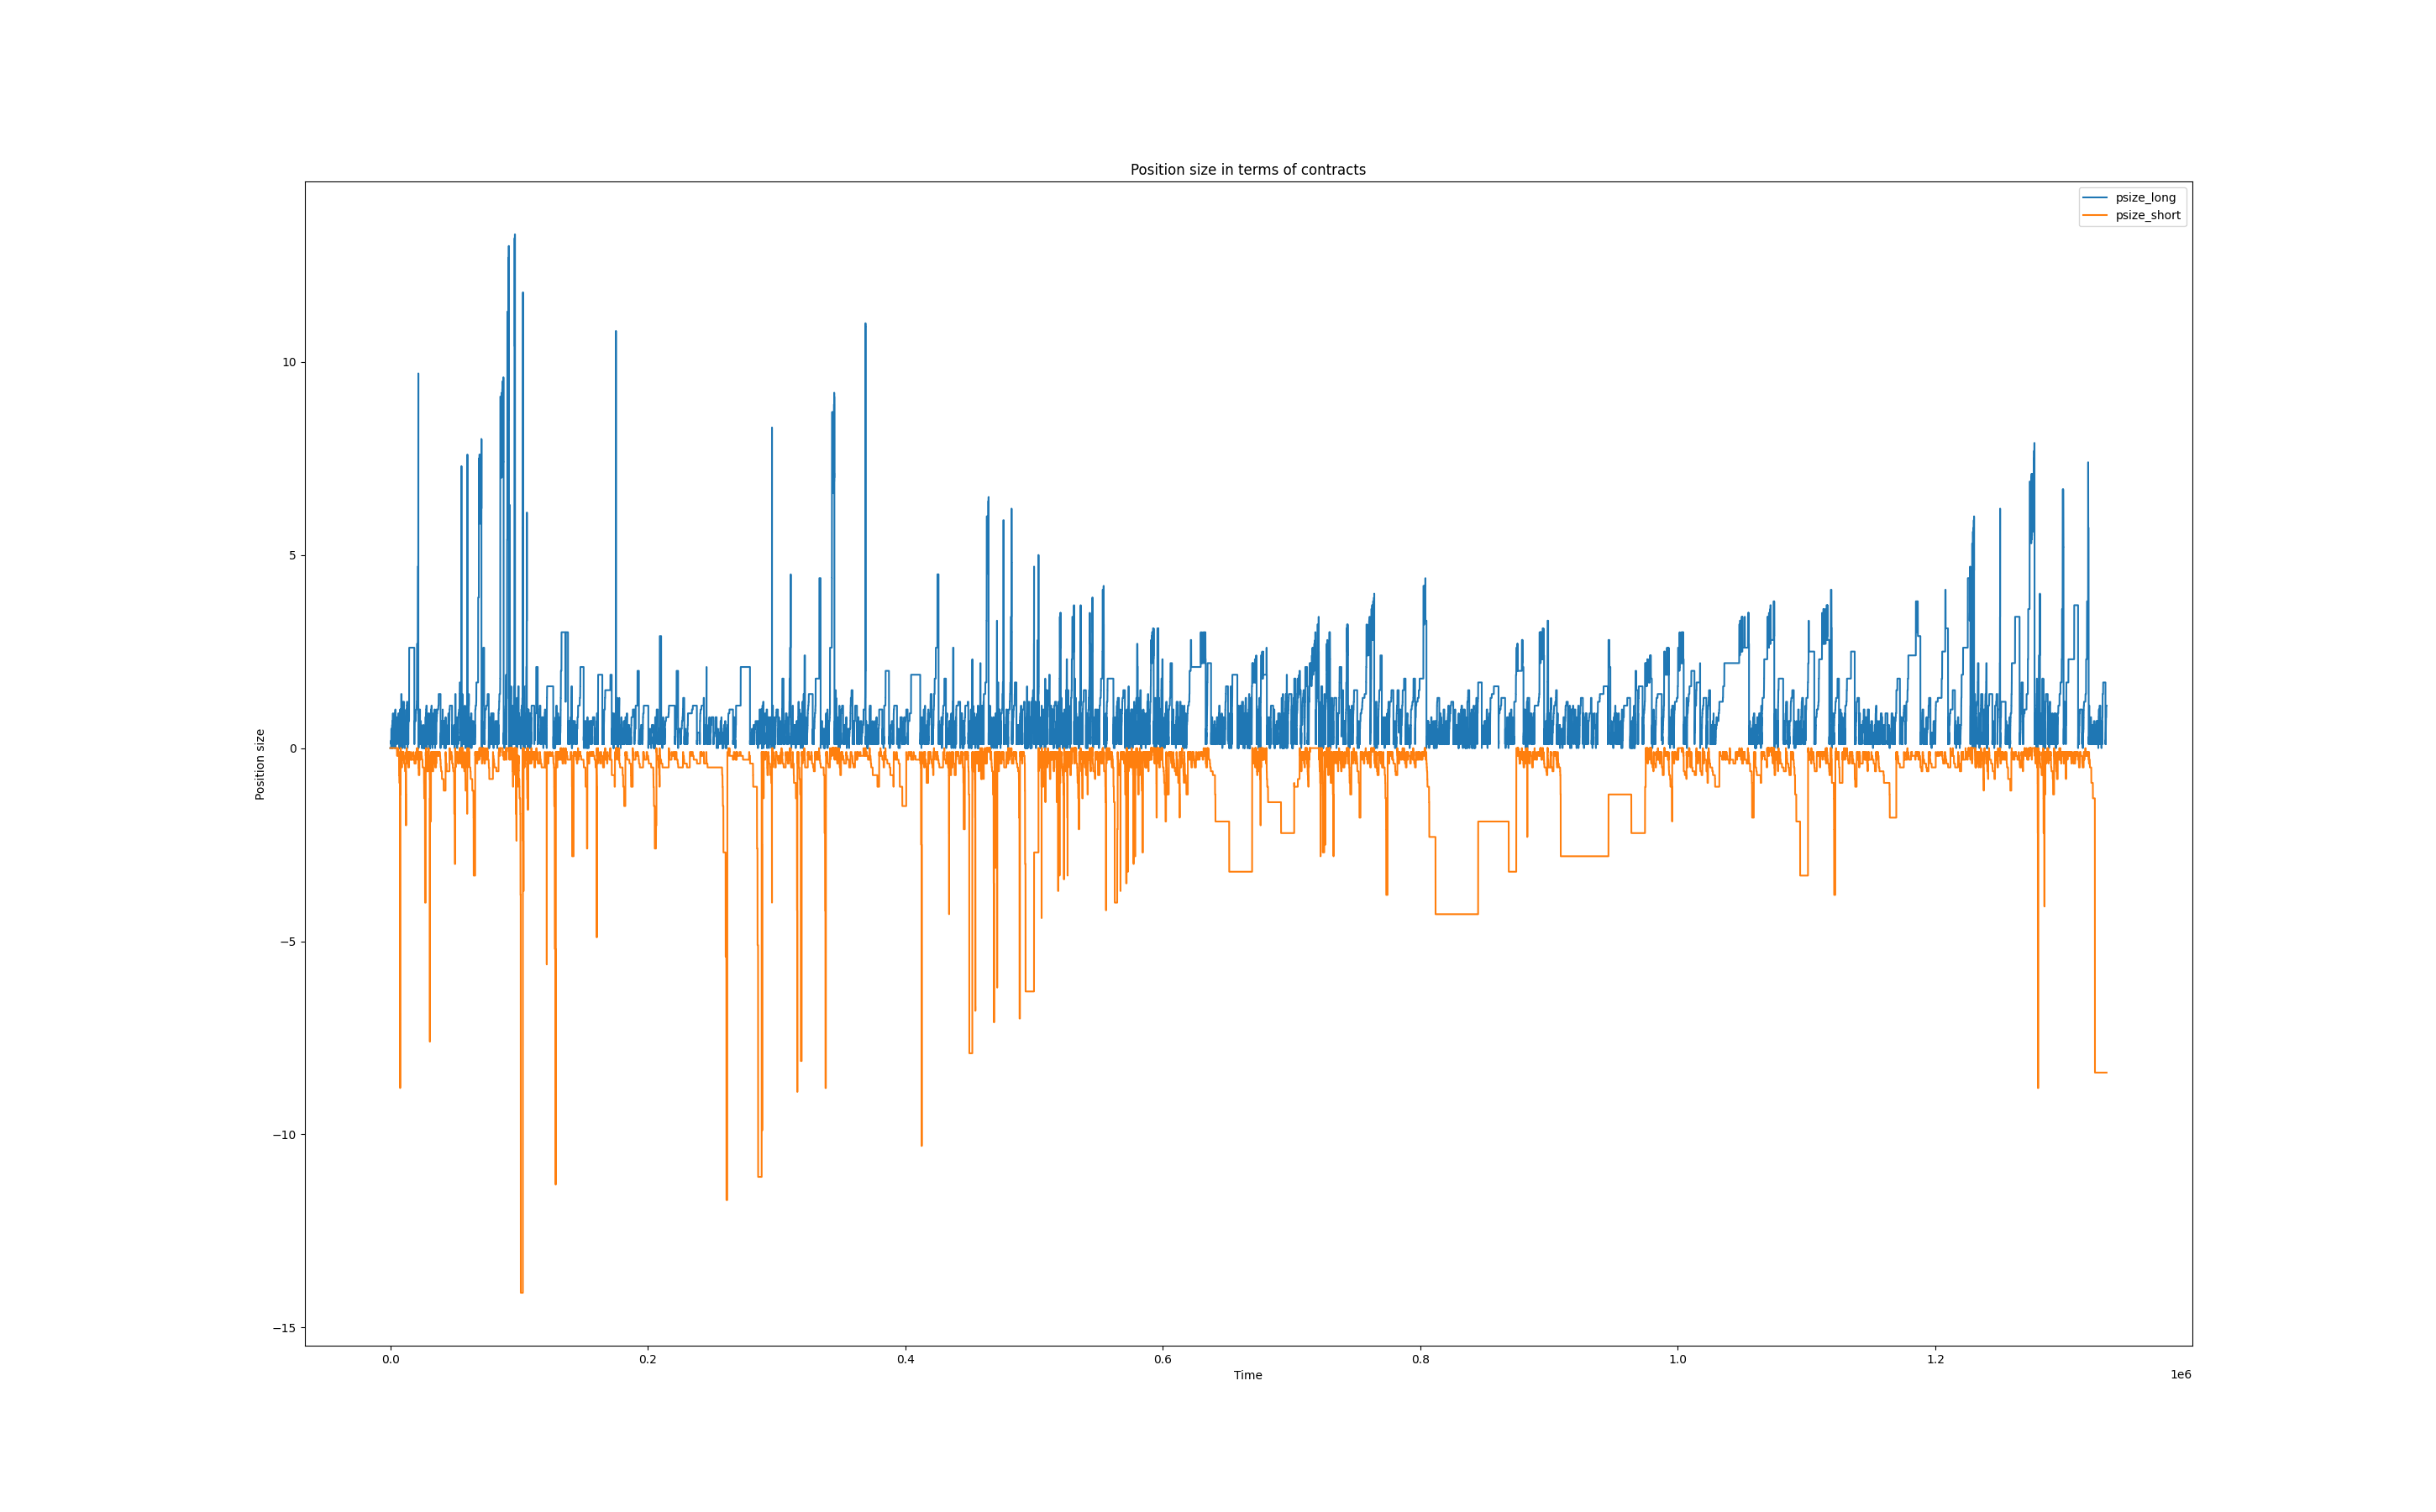 Position size in terms of contracts
psize_long
psize_short
Position size
10
5
0
−5
−10
−15
0.0
0.2
0.4
0.6
0.8
1.0
1.2
1e6
Time